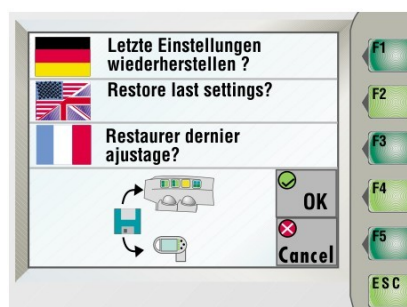 Letzte Einstellungen
wiederherstellen ?
Restore last settings?
Restaurer dernier
ajustage?
OK
Cancel
F1
F2
F3
F4
F5
ESC